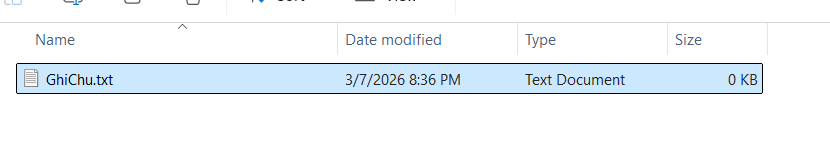 Name Date modified Type Size
GhiChu.txt 3/7/2026 8:36 PM Text Document 0 KB